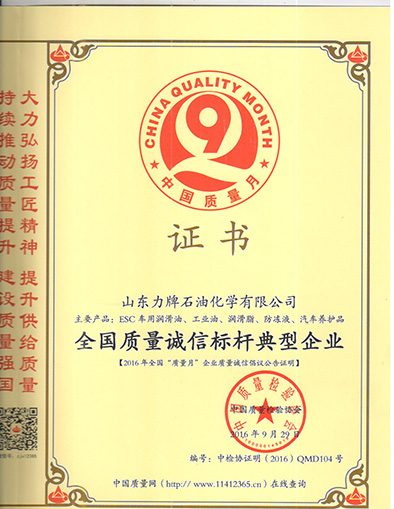 CHINA QUALITY MONTH
中国质量月
证书
山东力牌石油化学有限公司
主要产品：ESC车用润滑油、工业油、润滑脂、防冻液、汽车养护品
全国质量诚信标杆典型企业
【2016年全国“质量月”企业质量诚信倡议公告证明】
中国质量检验协会
中国质量检验协会
2016年9月29日
编号：中检协证明（2016）QMD104号
中国质量网（http://www.11412365.cn）在线查询
大力弘扬工匠精神 提升供给质量
持续推动质量提升 建设质量强国